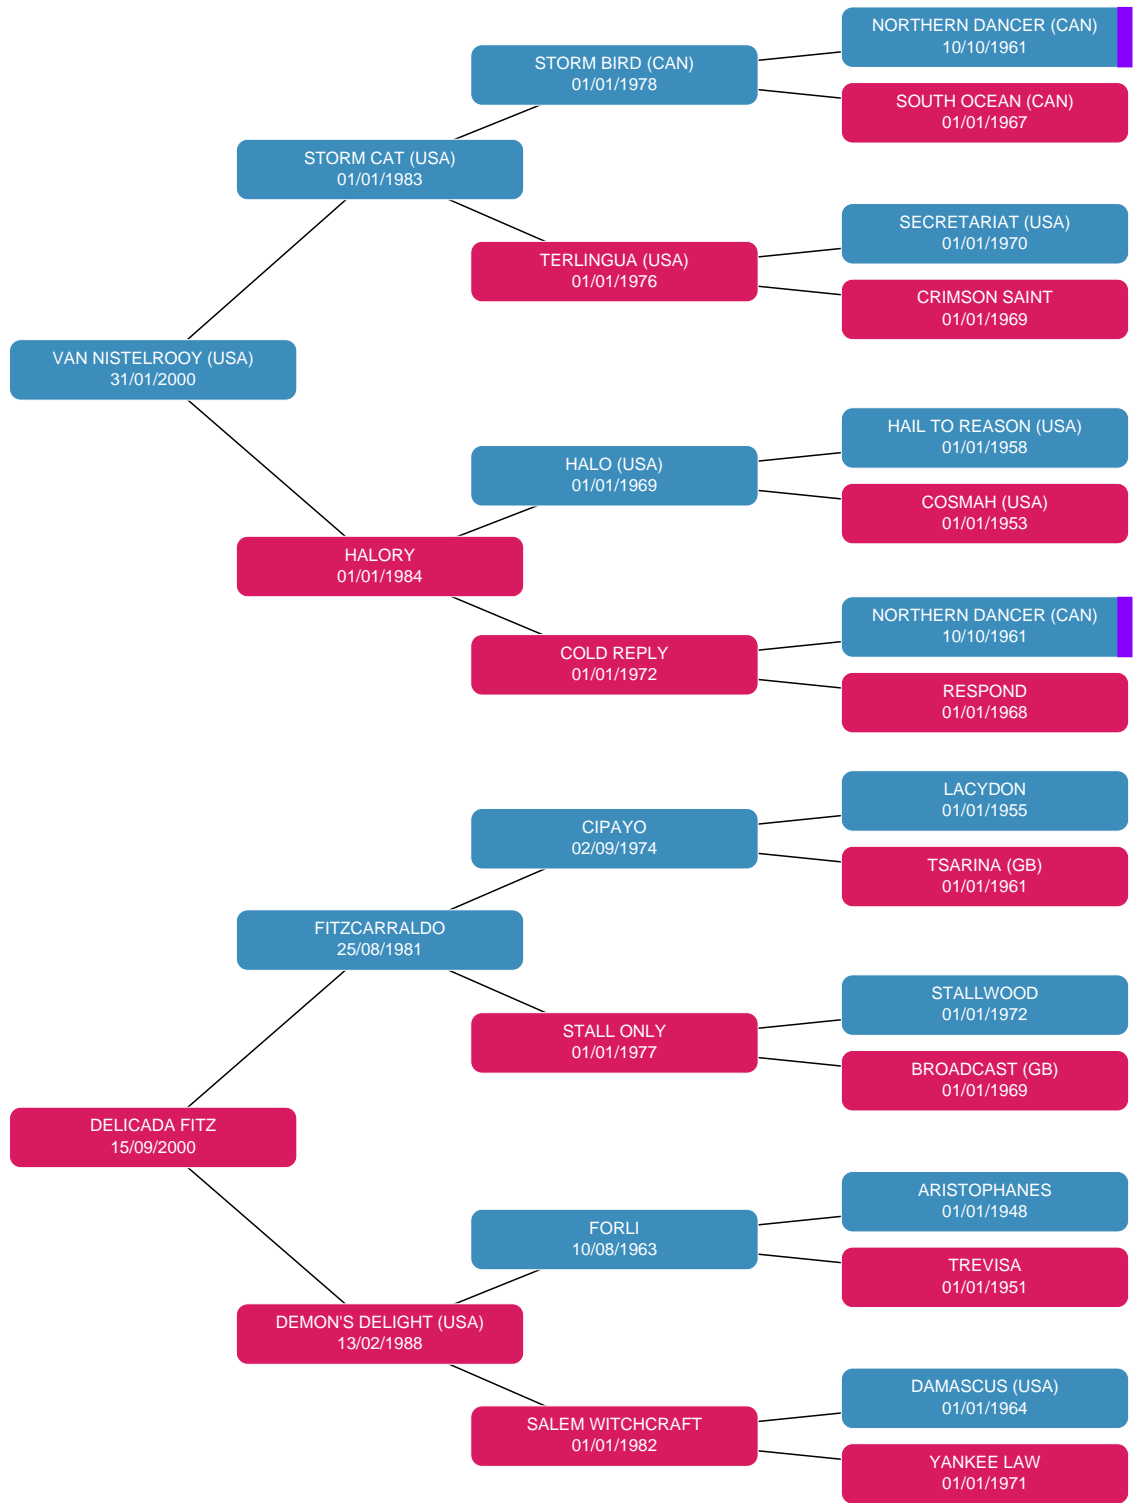 NORTHERN DANCER (CAN)
10/10/1961
STORM BIRD (CAN)
01/01/1978
SOUTH OCEAN (CAN)
01/01/1967
STORM CAT (USA)
01/01/1983
SECRETARIAT (USA)
01/01/1970
TERLINGUA (USA)
01/01/1976
CRIMSON SAINT
01/01/1969
VAN NISTELROOY (USA)
31/01/2000
HAIL TO REASON (USA)
01/01/1958
HALO (USA)
01/01/1969
COSMAH (USA)
01/01/1953
HALORY
01/01/1984
NORTHERN DANCER (CAN)
10/10/1961
COLD REPLY
01/01/1972
RESPOND
01/01/1968
LACYDON
01/01/1955
CIPAYO
02/09/1974
TSARINA (GB)
01/01/1961
FITZCARRALDO
25/08/1981
STALLWOOD
01/01/1972
STALL ONLY
01/01/1977
BROADCAST (GB)
01/01/1969
DELICADA FITZ
15/09/2000
ARISTOPHANES
01/01/1948
FORLI
10/08/1963
TREVISA
01/01/1951
DEMON'S DELIGHT (USA)
13/02/1988
DAMASCUS (USA)
01/01/1964
SALEM WITCHCRAFT
01/01/1982
YANKEE LAW
01/01/1971